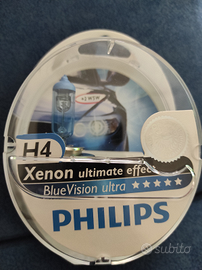 H4
Xenon ultimate effect
BlueVision ultra
PHILIPS
subito